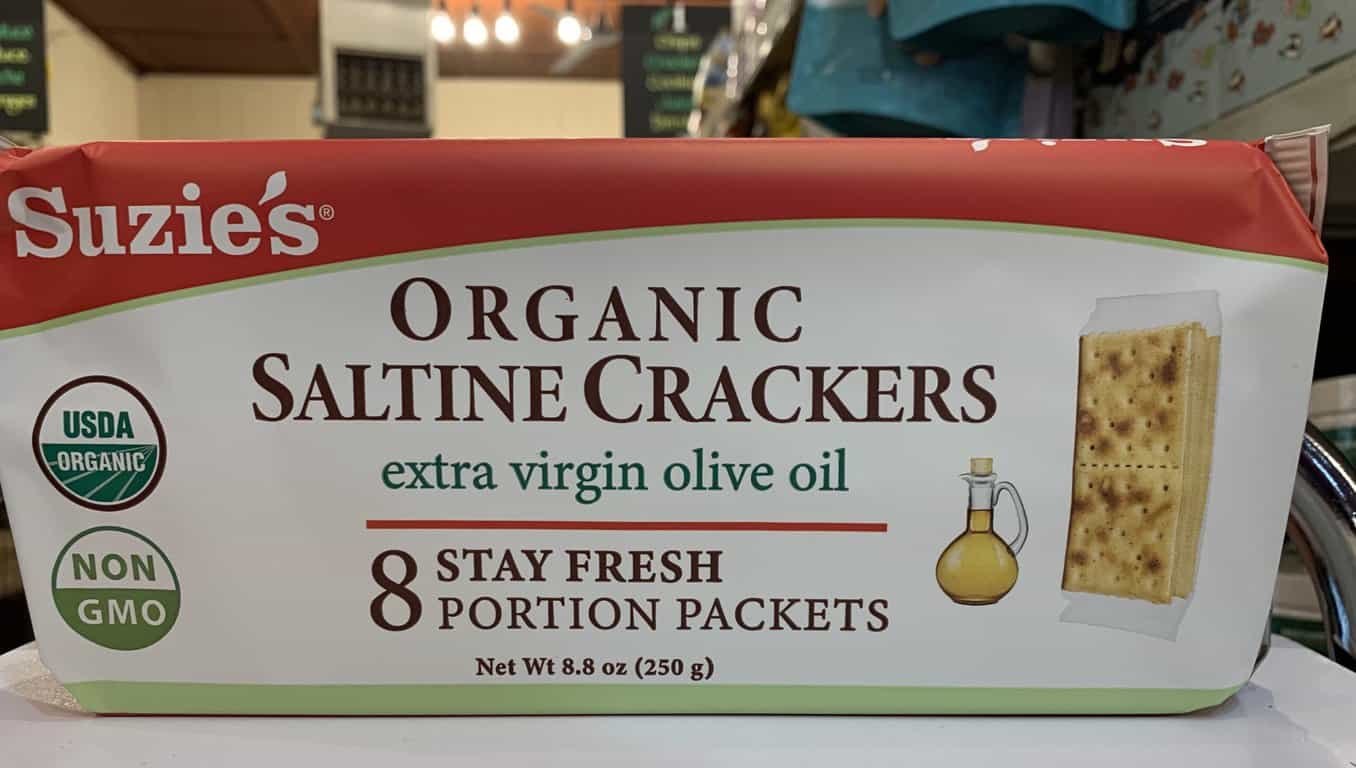 Suzie's®
ORGANIC
SALTINE CRACKERS
extra virgin olive oil
8 STAY FRESH
PORTION PACKETS
Net Wt 8.8 oz (250 g)
USDA
ORGANIC
NON
GMO